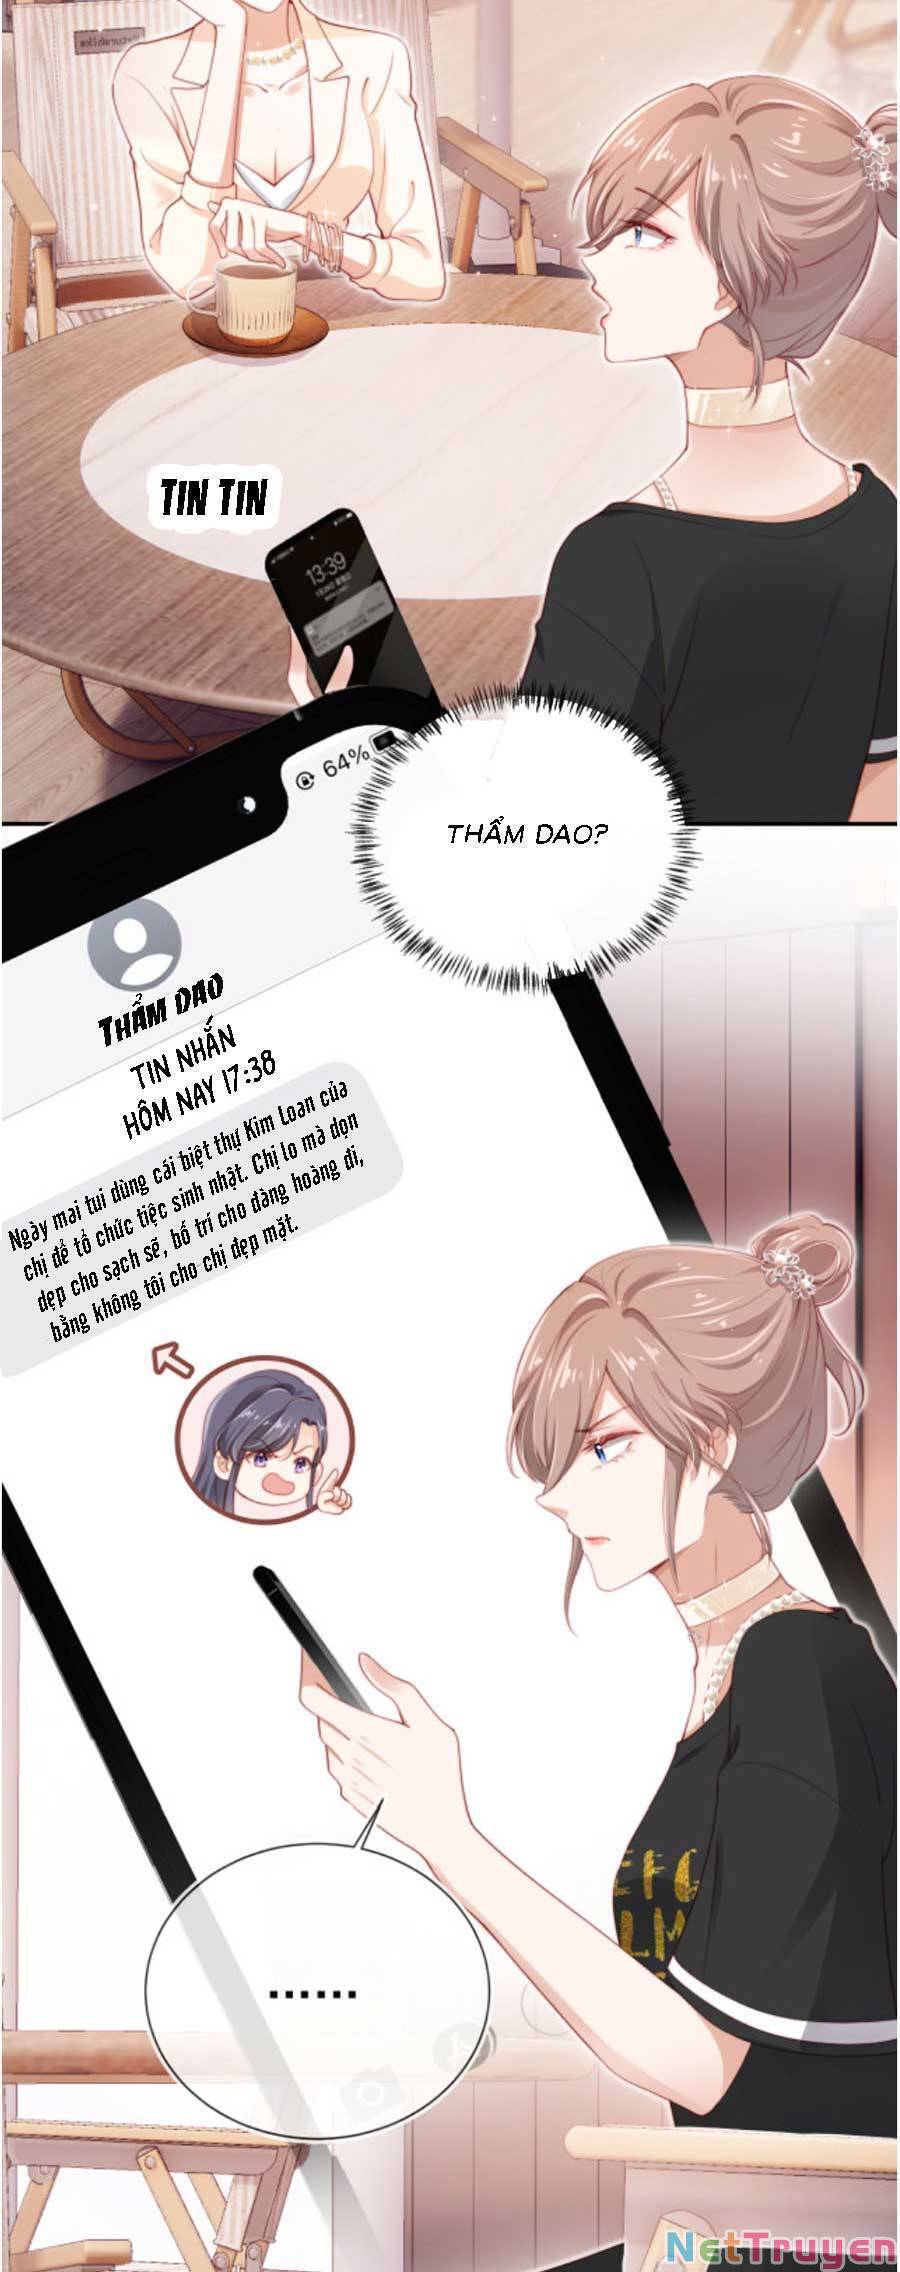 TIN TIN
13:39
64%
THẨM DAO?
THẨM DAO
TIN NHẮN
HÔM NAY 17:38
Ngày mai tui dùng cái biệt thự Kim Loan của
chị để tổ chức tiệc sinh nhật. Chị lo mà dọn
dẹp cho sạch sẽ, bố trí cho đàng hoàng đi,
bằng không tôi cho chị đẹp mặt.
......
NetTruyen